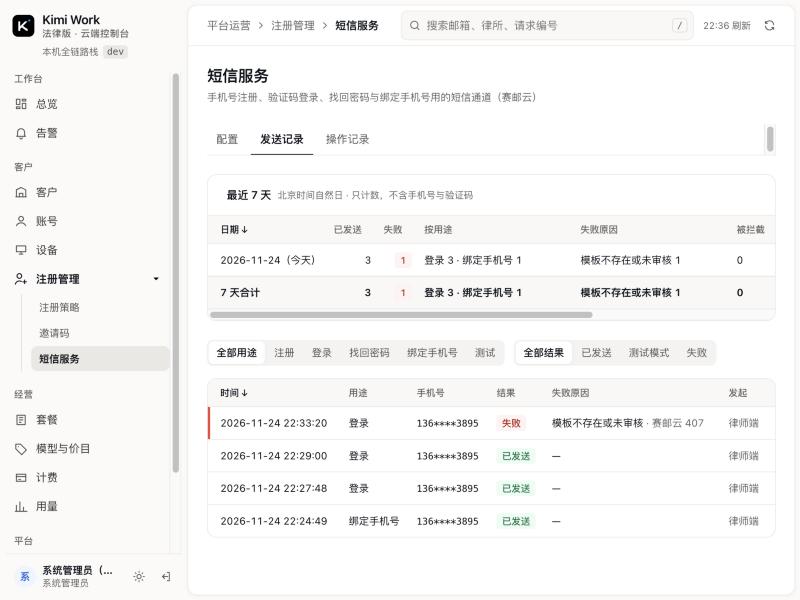 Kimi Work
法律版 · 云端控制台
本机全链路栈 dev
工作台
总览
告警
客户
客户
账号
设备
注册管理
注册策略
邀请码
短信服务
经营
套餐
模型与价目
计费
用量
平台
系 系统管理员（...
系统管理员
平台运营 > 注册管理 > 短信服务
搜索邮箱、律所、请求编号 /
22:36 刷新
短信服务
手机号注册、验证码登录、找回密码与绑定手机号用的短信通道（赛邮云）
配置 发送记录 操作记录
最近 7 天 北京时间自然日 · 只计数，不含手机号与验证码
日期↓ 已发送 失败 按用途 失败原因 被拦截
2026-11-24（今天） 3 1 登录 3 · 绑定手机号 1 模板不存在或未审核 1 0
7 天合计 3 1 登录 3 · 绑定手机号 1 模板不存在或未审核 1 0
全部用途 注册 登录 找回密码 绑定手机号 测试 全部结果 已发送 测试模式 失败
时间↓ 用途 手机号 结果 失败原因 发起
2026-11-24 22:33:20 登录 136****3895 失败 模板不存在或未审核 · 赛邮云 407 律师端
2026-11-24 22:29:00 登录 136****3895 已发送 — 律师端
2026-11-24 22:27:48 登录 136****3895 已发送 — 律师端
2026-11-24 22:24:49 绑定手机号 136****3895 已发送 — 律师端